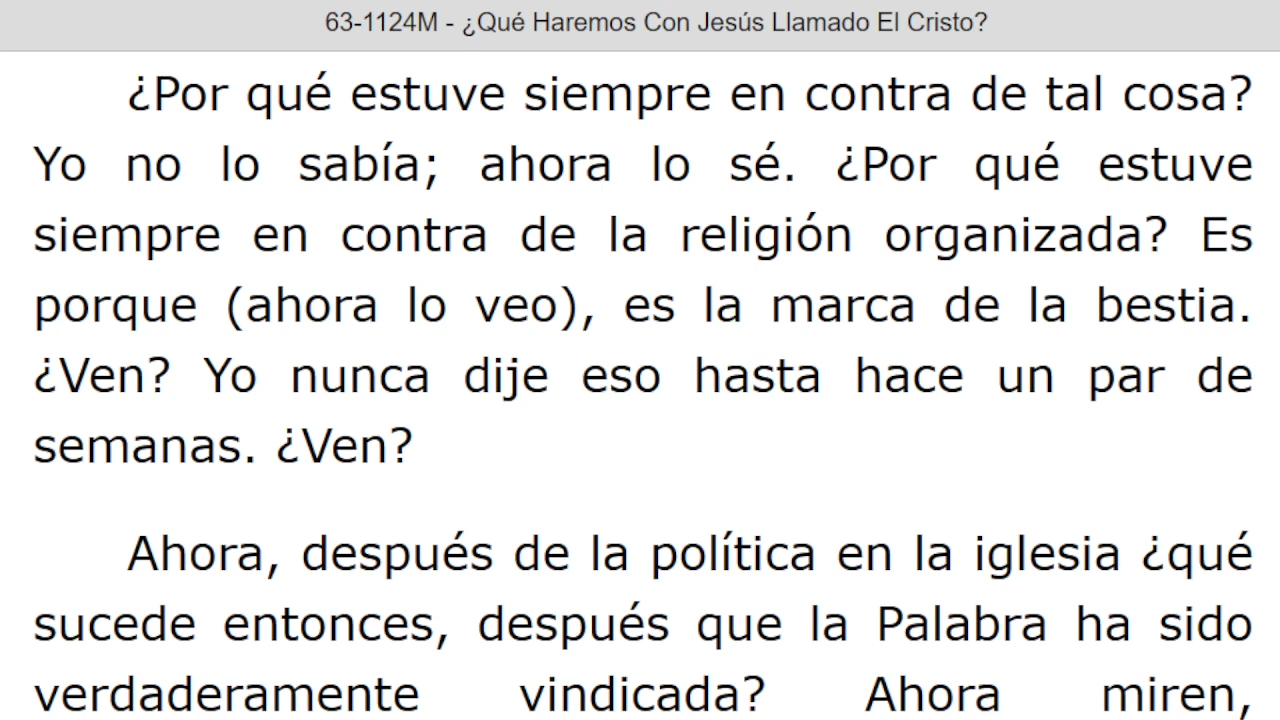 63-1124M - ¿Qué Haremos Con Jesús Llamado El Cristo?
¿Por qué estuve siempre en contra de tal cosa?
Yo no lo sabía; ahora lo sé. ¿Por qué estuve
siempre en contra de la religión organizada? Es
porque (ahora lo veo), es la marca de la bestia.
¿Ven? Yo nunca dije eso hasta hace un par de
semanas. ¿Ven?
Ahora, después de la política en la iglesia ¿qué
sucede entonces, después que la Palabra ha sido
verdaderamente vindicada? Ahora miren,